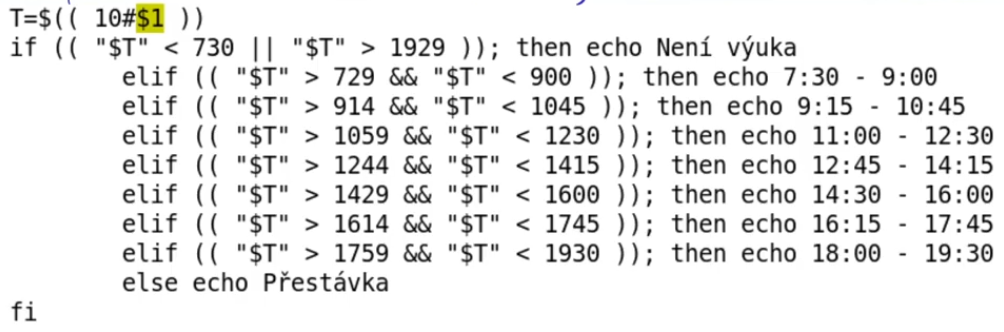 T=$(( 10#$1 ))
if (( "$T" < 730 || "$T" > 1929 )); then echo Není výuka
elif (( "$T" > 729 && "$T" < 900 )); then echo 7:30 - 9:00
elif (( "$T" > 914 && "$T" < 1045 )); then echo 9:15 - 10:45
elif (( "$T" > 1059 && "$T" < 1230 )); then echo 11:00 - 12:30
elif (( "$T" > 1244 && "$T" < 1415 )); then echo 12:45 - 14:15
elif (( "$T" > 1429 && "$T" < 1600 )); then echo 14:30 - 16:00
elif (( "$T" > 1614 && "$T" < 1745 )); then echo 16:15 - 17:45
elif (( "$T" > 1759 && "$T" < 1930 )); then echo 18:00 - 19:30
else echo Přestávka
fi